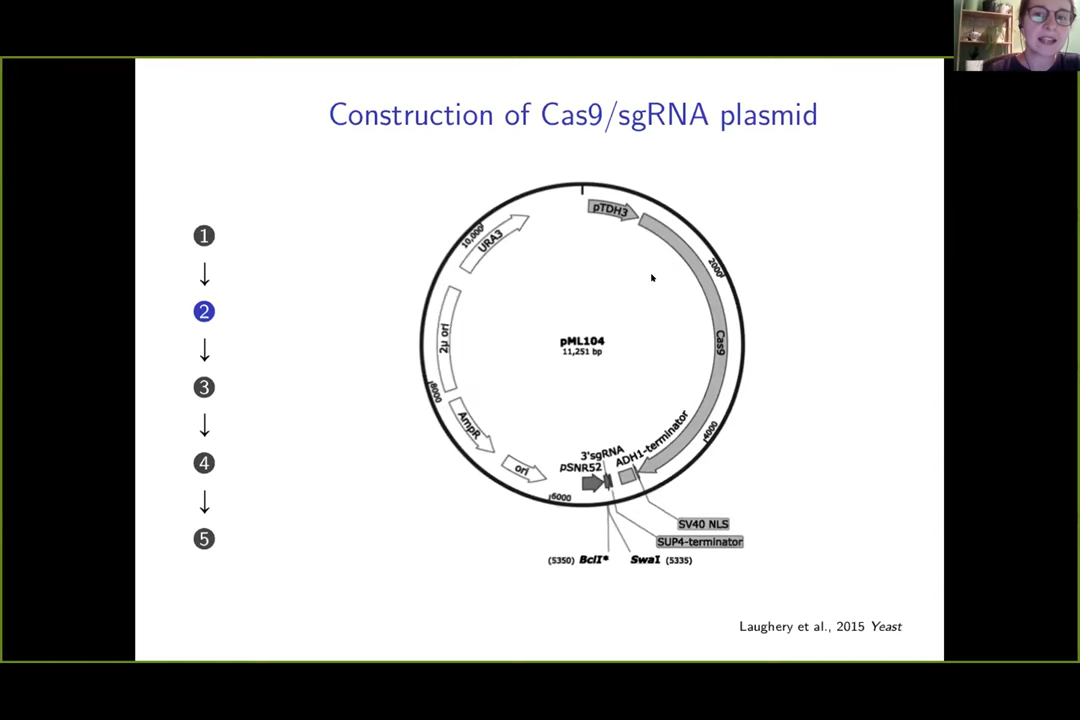 Construction of Cas9/sgRNA plasmid
1
2
3
4
5
pTDH3
2000
Cas9
4000
ADH1-terminator
3'sgRNA
pSNR52
SV40 NLS
SUP4-terminator
(5350) BclI*
SwaI (5335)
6000
ori
AmpR
8000
2μ ori
URA3
10,000
pML104
11,251 bp
Laughery et al., 2015 Yeast